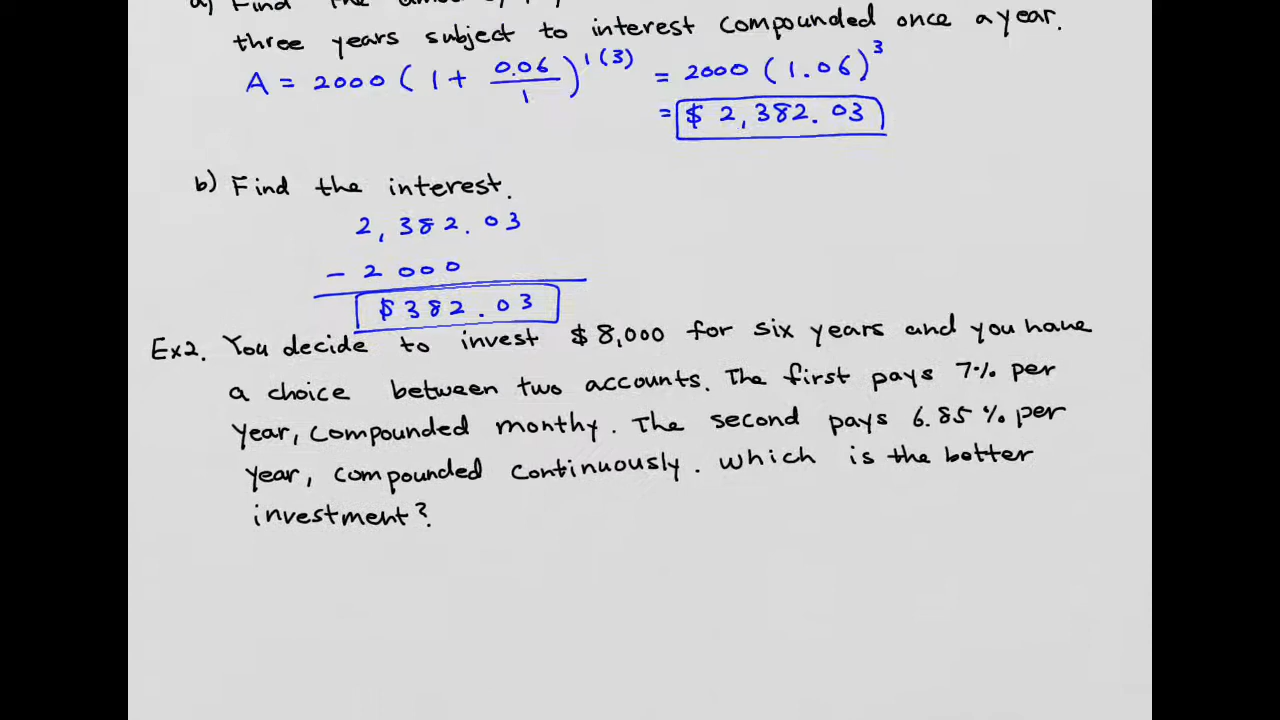 a) Find the
three years subject to interest compounded once a year.
A = 2000 ( 1 + 0.06/1 )^1(3) = 2000 ( 1.06 )^3
= $ 2,382.03
b) Find the interest.
2,382.03
- 2000
$382.03
Ex2. You decide to invest $8,000 for six years and you have
a choice between two accounts. The first pays 7% per
year, compounded monthy. The second pays 6.85% per
year, compounded continuously. which is the better
investment?